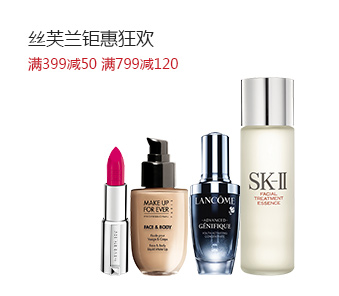 丝芙兰钜惠狂欢
满399减50 满799减120
MAKE UP
FOR EVER
FACE & BODY
LANCÔME
ADVANCED
GÉNIFIQUE
SK-II
FACIAL
TREATMENT
ESSENCE